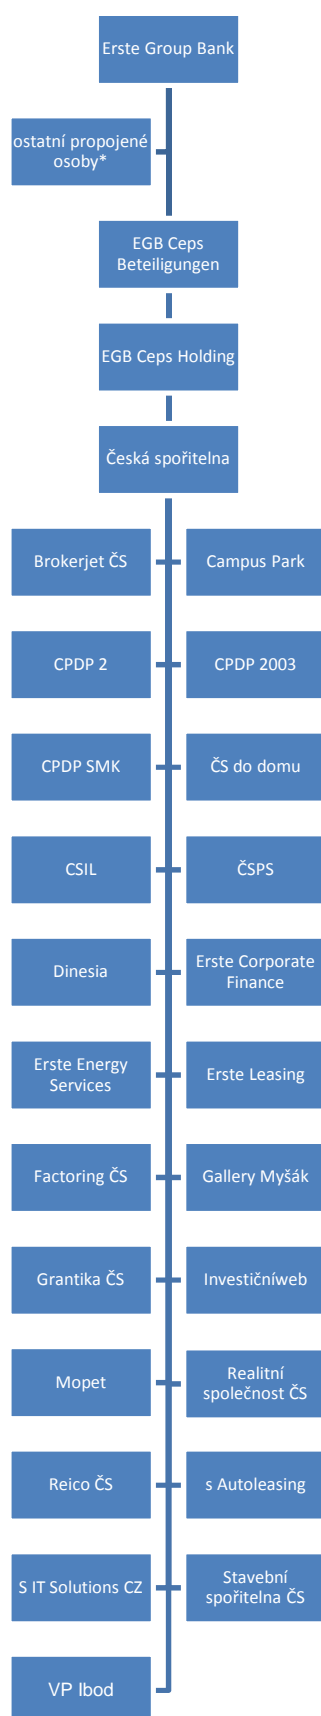 Erste Group Bank
ostatní propojené
osoby*
EGB Ceps
Beteiligungen
EGB Ceps Holding
Česká spořitelna
Brokerjet ČS
Campus Park
CPDP 2
CPDP 2003
CPDP SMK
ČS do domu
CSIL
ČSPS
Dinesia
Erste Corporate
Finance
Erste Energy
Services
Erste Leasing
Factoring ČS
Gallery Myšák
Grantika ČS
Investičníweb
Mopet
Realitní
společnost ČS
Reico ČS
s Autoleasing
S IT Solutions CZ
Stavební
spořitelna ČS
VP Ibod